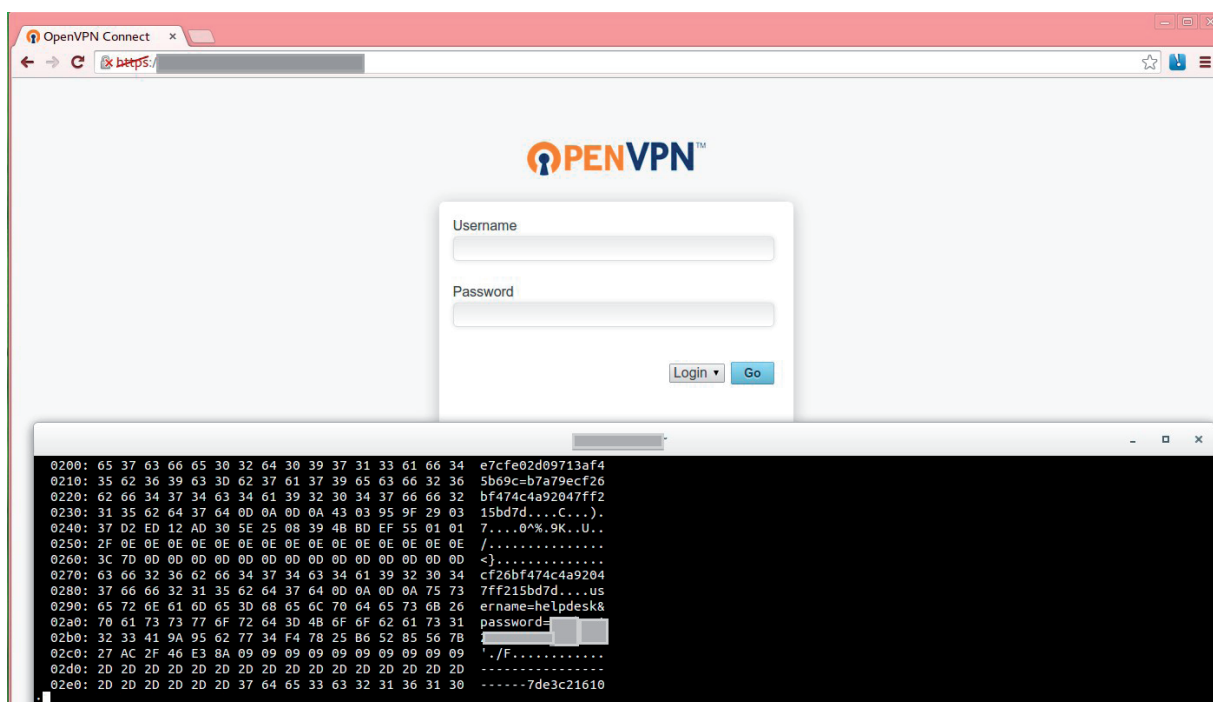 OpenVPN Connect ×
https:/
OPENVPN™
Username
Password
Login Go
0200: 65 37 63 66 65 30 32 64 30 39 37 31 33 61 66 34 e7cfe02d09713af4
0210: 35 62 36 39 63 3D 62 37 61 37 39 65 63 66 32 36 5b69c=b7a79ecf26
0220: 62 66 34 37 34 63 34 61 39 32 30 34 37 66 66 32 bf474c4a92047ff2
0230: 31 35 62 64 37 64 0D 0A 0D 0A 43 03 95 9F 29 03 15bd7d....C...).
0240: 37 D2 ED 12 AD 30 5E 25 08 39 4B BD EF 55 01 01 7....0^%.9K..U..
0250: 2F 0E 0E 0E 0E 0E 0E 0E 0E 0E 0E 0E 0E 0E 0E 0E /...............
0260: 3C 7D 0D 0D 0D 0D 0D 0D 0D 0D 0D 0D 0D 0D 0D 0D <}..............
0270: 63 66 32 36 62 66 34 37 34 63 34 61 39 32 30 34 cf26bf474c4a9204
0280: 37 66 66 32 31 35 62 64 37 64 0D 0A 0D 0A 75 73 7ff215bd7d....us
0290: 65 72 6E 61 6D 65 3D 68 65 6C 70 64 65 73 6B 26 ername=helpdesk&
02a0: 70 61 73 73 77 6F 72 64 3D 4B 6F 6F 62 61 73 31 password=
02b0: 32 33 41 9A 95 62 77 34 F4 78 25 B6 52 85 56 7B
02c0: 27 AC 2F 46 E3 8A 09 09 09 09 09 09 09 09 09 09 './F............
02d0: 2D 2D 2D 2D 2D 2D 2D 2D 2D 2D 2D 2D 2D 2D 2D 2D ----------------
02e0: 2D 2D 2D 2D 2D 2D 37 64 65 33 63 32 31 36 31 30 ------7de3c21610